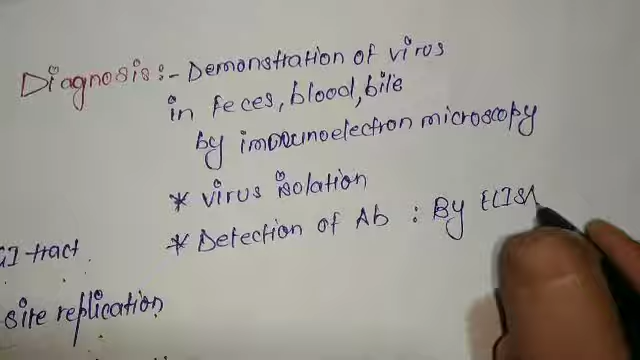 Diagnosis:- Demonstration of virus
in feces, blood, bile
by immunoelectron microscopy
* virus isolation
* Detection of Ab : By ELISA
GI tract.
site replication